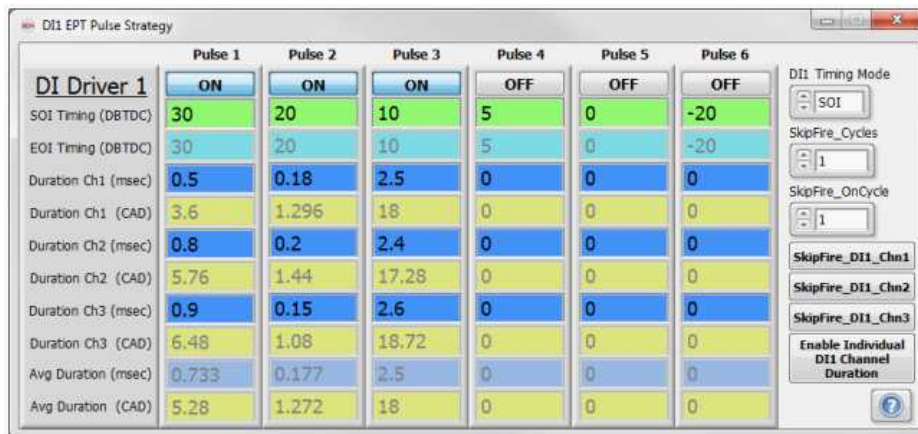 DI1 EPT Pulse Strategy
Pulse 1 Pulse 2 Pulse 3 Pulse 4 Pulse 5 Pulse 6
DI Driver 1 ON ON ON OFF OFF OFF
SOI Timing (DBTDC) 30 20 10 5 0 -20
EOI Timing (DBTDC) 30 20 10 5 0 -20
Duration Ch1 (msec) 0.5 0.18 2.5 0 0 0
Duration Ch1 (CAD) 3.6 1.296 18 0 0 0
Duration Ch2 (msec) 0.8 0.2 2.4 0 0 0
Duration Ch2 (CAD) 5.76 1.44 17.28 0 0 0
Duration Ch3 (msec) 0.9 0.15 2.6 0 0 0
Duration Ch3 (CAD) 6.48 1.08 18.72 0 0 0
Avg Duration (msec) 0.733 0.177 2.5 0 0 0
Avg Duration (CAD) 5.28 1.272 18 0 0 0
DI1 Timing Mode
SOI
SkipFire_Cycles
1
SkipFire_OnCycle
1
SkipFire_DI1_Chn1
SkipFire_DI1_Chn2
SkipFire_DI1_Chn3
Enable Individual
DI1 Channel
Duration
?